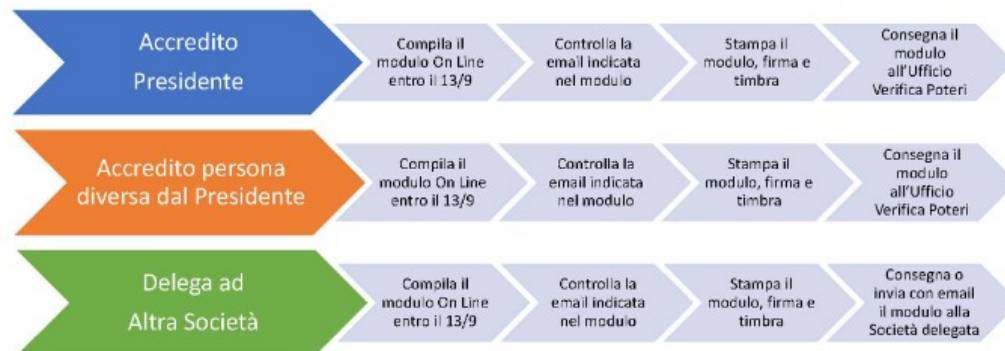 Accredito
Presidente
Compila il
modulo On Line
entro il 13/9
Controlla la
email indicata
nel modulo
Stampa il
modulo, firma e
timbra
Consegna il
modulo
all'Ufficio
Verifica Poteri
Accredito persona
diversa dal Presidente
Compila il
modulo On Line
entro il 13/9
Controlla la
email indicata
nel modulo
Stampa il
modulo, firma e
timbra
Consegna il
modulo
all'Ufficio
Verifica Poteri
Delega ad
Altra Società
Compila il
modulo On Line
entro il 13/9
Controlla la
email indicata
nel modulo
Stampa il
modulo, firma e
timbra
Consegna o
invia con email
il modulo alla
Società delegata